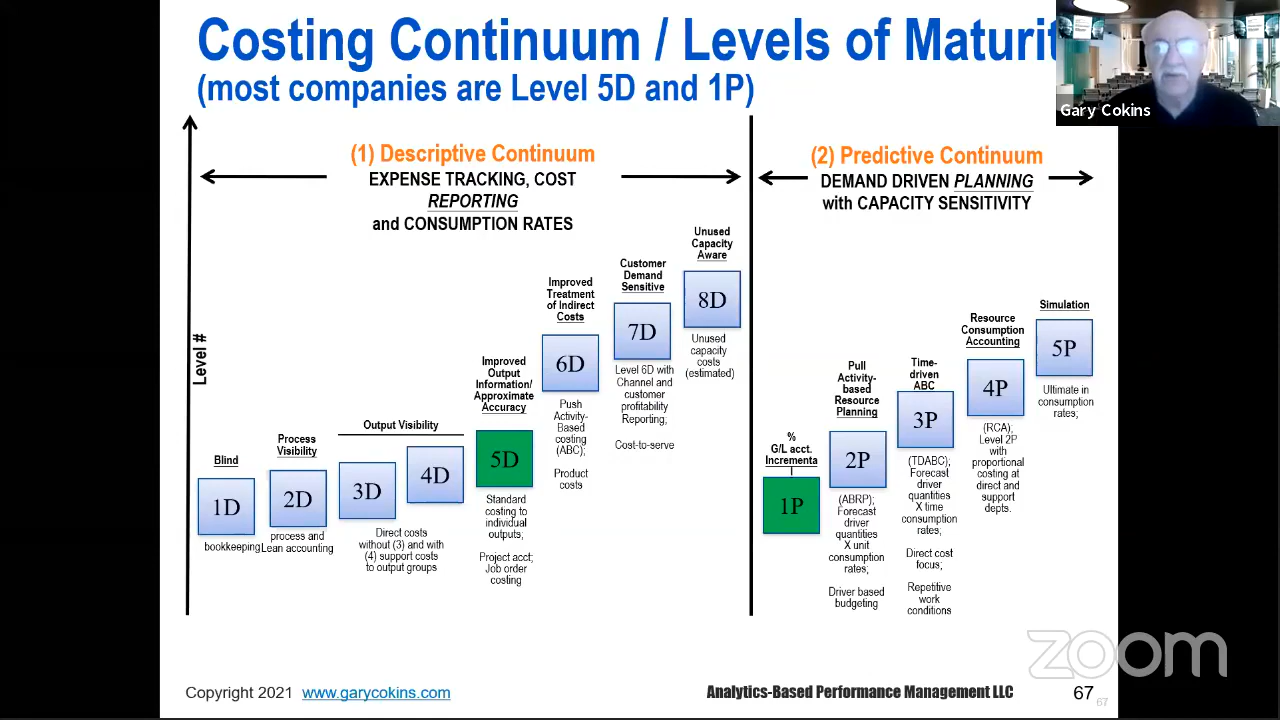 Costing Continuum / Levels of Maturit
(most companies are Level 5D and 1P)
Gary Cokins
(1) Descriptive Continuum
EXPENSE TRACKING, COST
REPORTING
and CONSUMPTION RATES
(2) Predictive Continuum
DEMAND DRIVEN PLANNING
with CAPACITY SENSITIVITY
Level #
Blind
1D
bookkeeping
Process
Visibility
2D
process and
Lean accounting
Output Visibility
3D
4D
Direct costs
without (3) and with
(4) support costs
to output groups
Improved
Output
Information/
Approximate
Accuracy
5D
Standard
costing to
individual
outputs;
Project acct;
Job order
costing
Improved
Treatment
of Indirect
Costs
6D
Push
Activity-
Based
costing
(ABC);
Product
costs
Customer
Demand
Sensitive
7D
Level 6D with
Channel and
customer
profitability
Reporting;
Cost-to-serve
Unused
Capacity
Aware
8D
Unused
capacity
costs
(estimated)
%
G/L acct.
Incrementa
1P
Pull
Activity-
based
Resource
Planning
2P
(ABRP);
Forecast
driver
quantities
X unit
consumption
rates;
Driver based
budgeting
Time-
driven
ABC
3P
(TDABC);
Forecast
driver
quantities
X time
consumption
rates;
Direct cost
focus;
Repetitive
work
conditions
Resource
Consumption
Accounting
4P
(RCA);
Level 2P
with
proportional
costing at
direct and
support
depts.
Simulation
5P
Ultimate in
consumption
rates;
zoom
Copyright 2021 www.garycokins.com
Analytics-Based Performance Management LLC
67
67